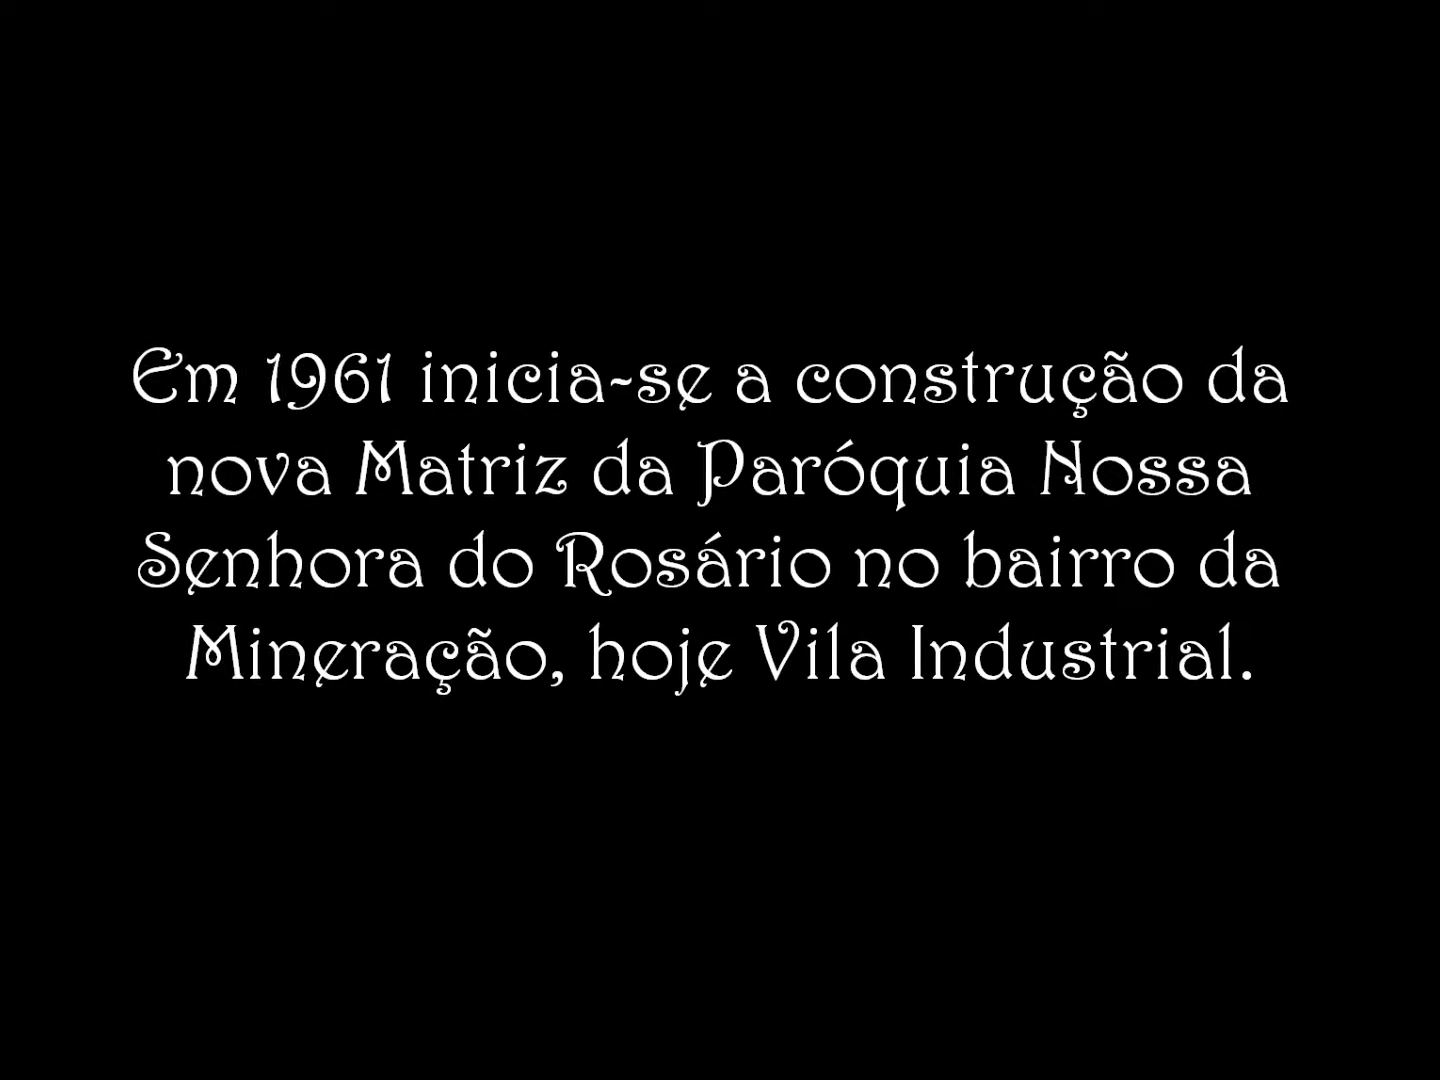 Em 1961 inicia-se a construção da
nova Matriz da Paróquia Nossa
Senhora do Rosário no bairro da
Mineração, hoje Vila Industrial.